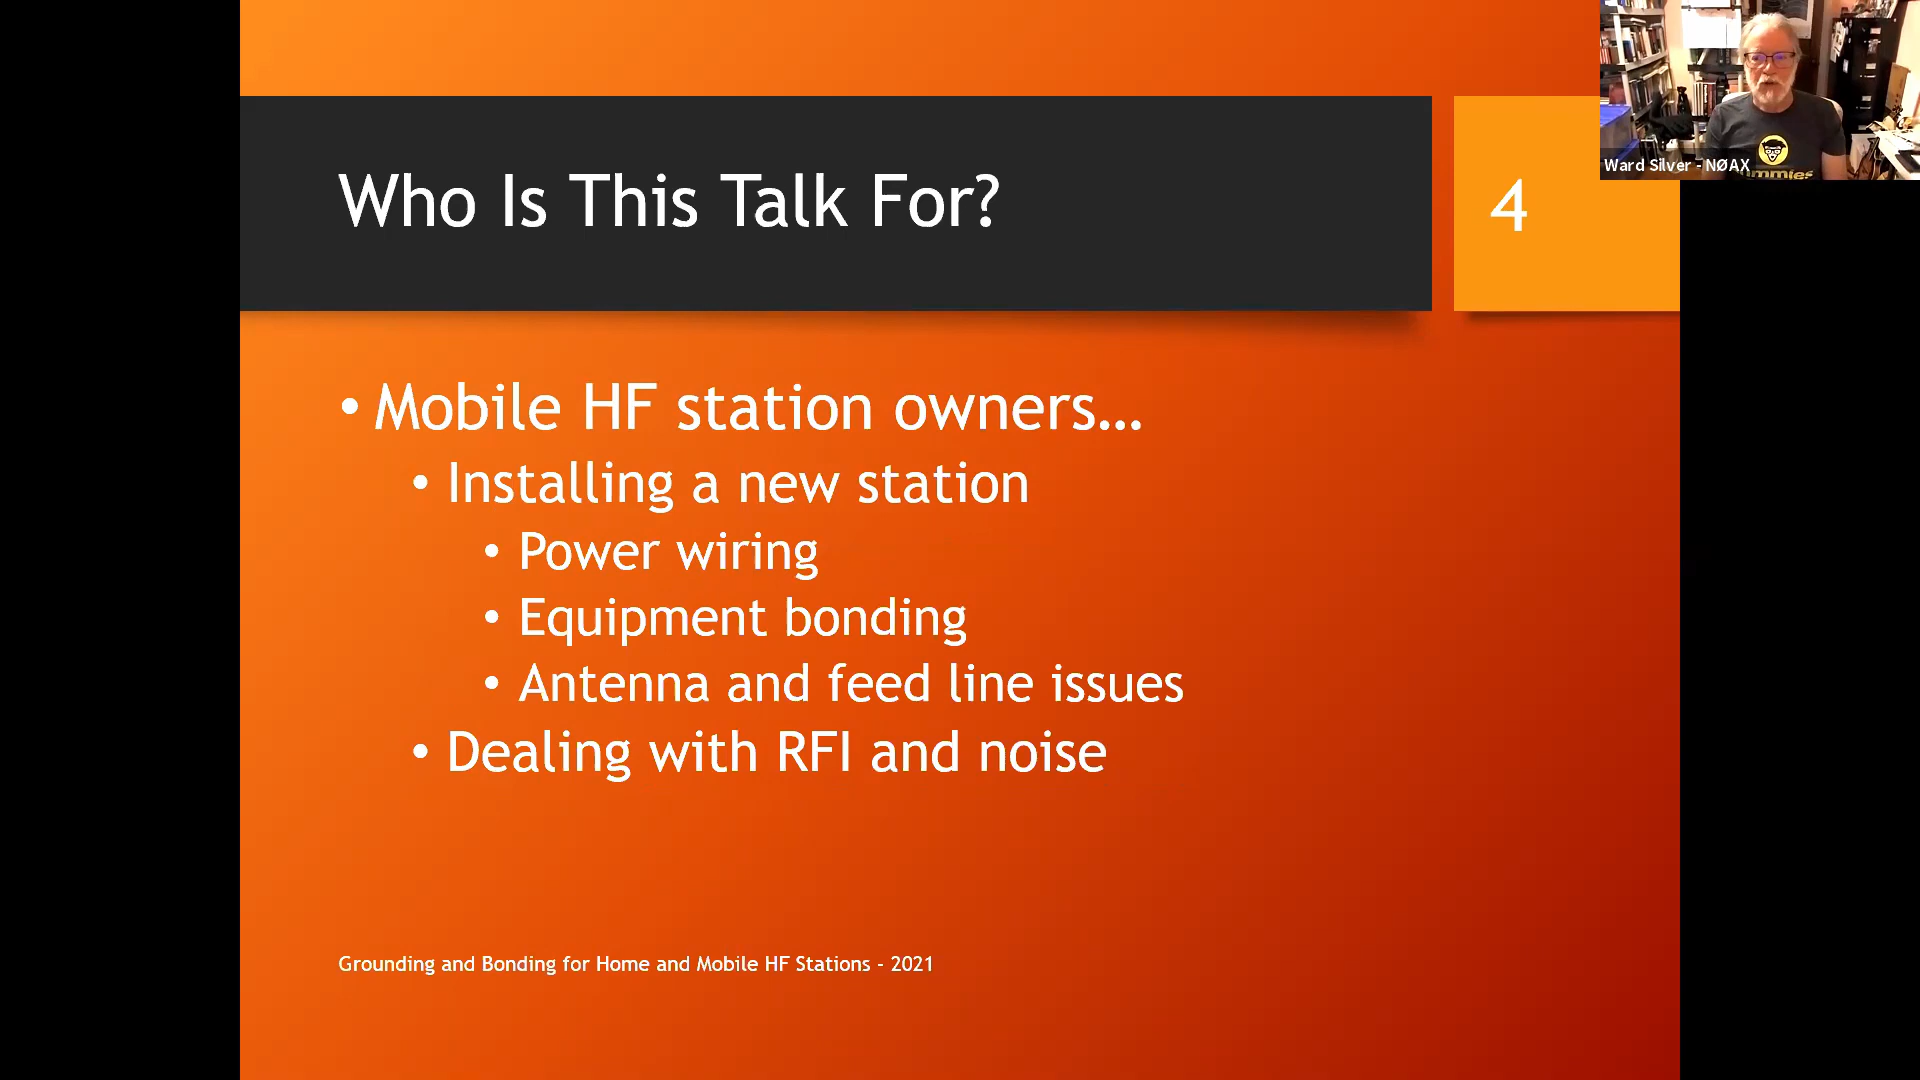 Who Is This Talk For?
4
Ward Silver - NØAX
• Mobile HF station owners...
• Installing a new station
• Power wiring
• Equipment bonding
• Antenna and feed line issues
• Dealing with RFI and noise
Grounding and Bonding for Home and Mobile HF Stations - 2021